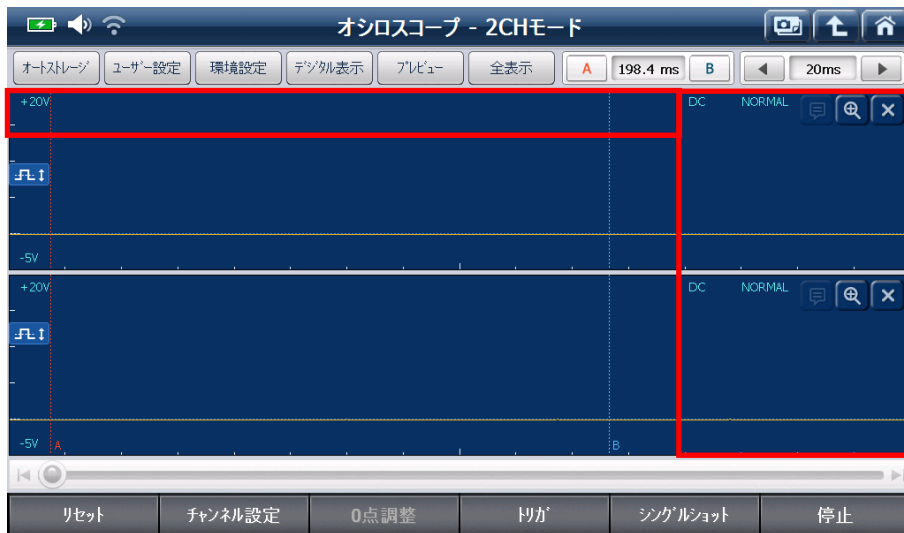 オシロスコープ - 2CHモード
オートストレージ ユーザー設定 環境設定 デジタル表示 プレビュー 全表示 A 198.4 ms B 20ms
+20V DC NORMAL
-5V
+20V DC NORMAL
-5V A B
リセット チャンネル設定 0点調整 トリガ シングルショット 停止